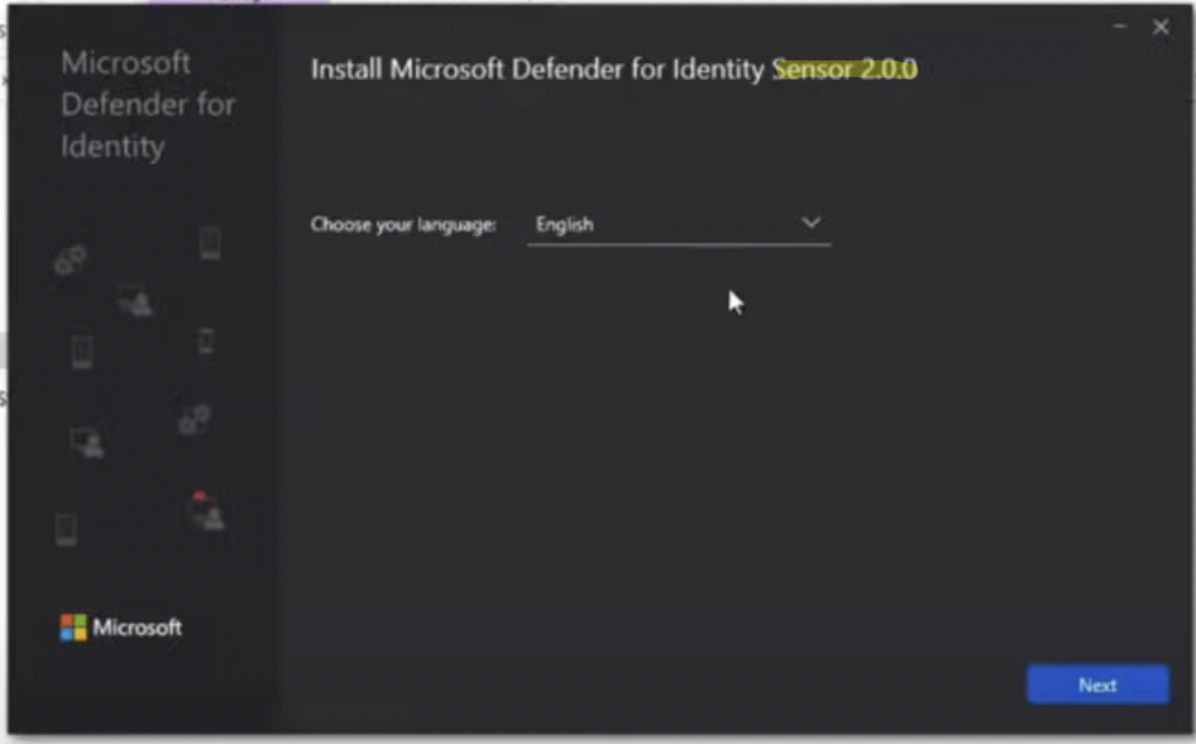 Microsoft
Defender for
Identity
Install Microsoft Defender for Identity Sensor 2.0.0
Choose your language: English
Microsoft
Next